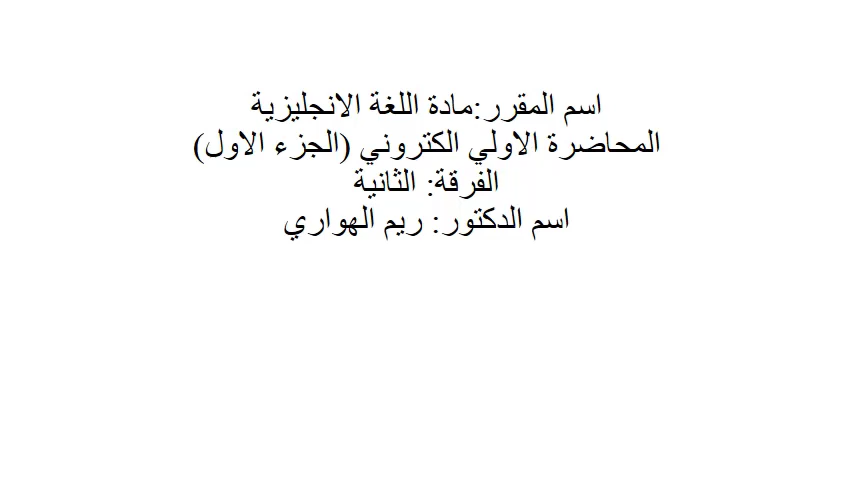 اسم المقرر:مادة اللغة الانجليزية
المحاضرة الاولي الكتروني (الجزء الاول)
الفرقة: الثانية
اسم الدكتور: ريم الهواري